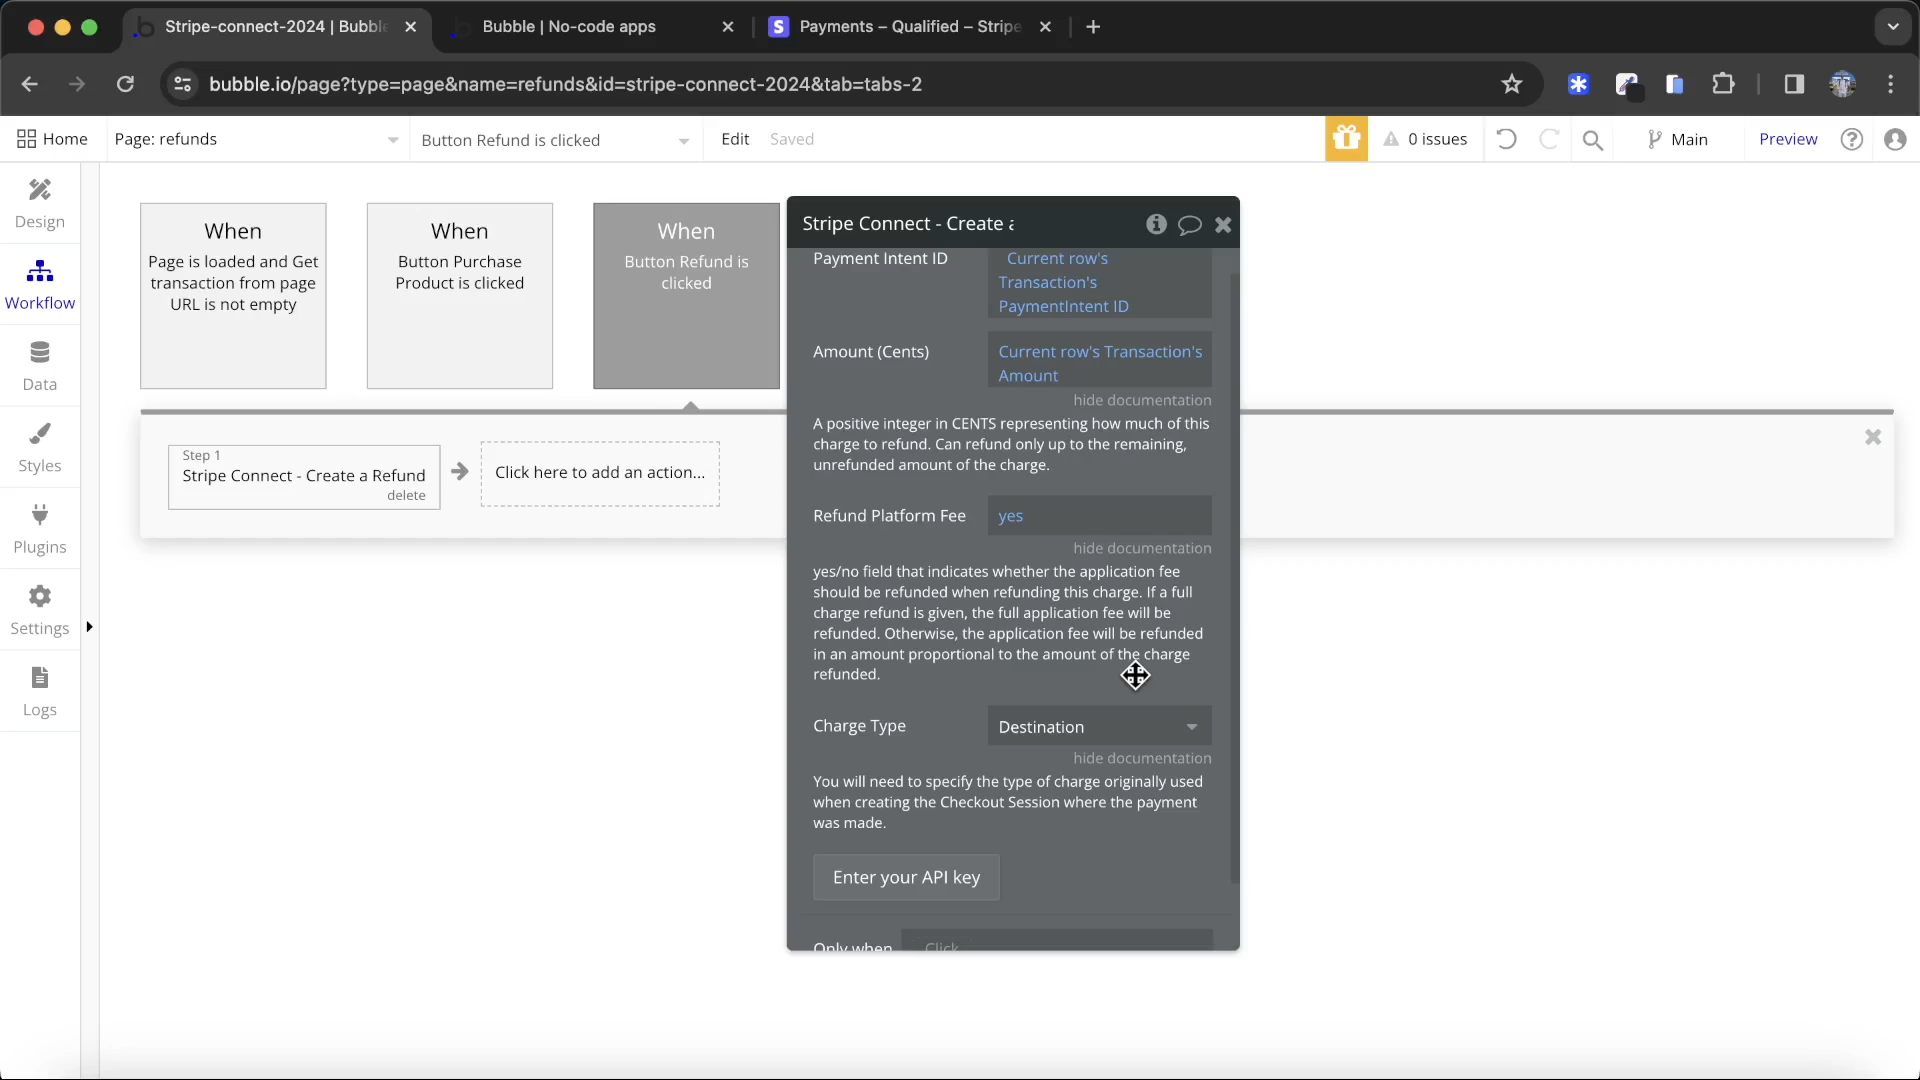 Stripe-connect-2024 | Bubble
Bubble | No-code apps
Payments – Qualified – Stripe
bubble.io/page?type=page&name=refunds&id=stripe-connect-2024&tab=tabs-2
Home
Page: refunds
Button Refund is clicked
Edit
Saved
0 issues
Main
Preview
Design
Workflow
Data
Styles
Plugins
Settings
Logs
When
Page is loaded and Get
transaction from page
URL is not empty
When
Button Purchase
Product is clicked
When
Button Refund is
clicked
Step 1
Stripe Connect - Create a Refund
delete
Click here to add an action...
Stripe Connect - Create a
Payment Intent ID
Current row's
Transaction's
PaymentIntent ID
Amount (Cents)
Current row's Transaction's
Amount
hide documentation
A positive integer in CENTS representing how much of this
charge to refund. Can refund only up to the remaining,
unrefunded amount of the charge.
Refund Platform Fee
yes
hide documentation
yes/no field that indicates whether the application fee
should be refunded when refunding this charge. If a full
charge refund is given, the full application fee will be
refunded. Otherwise, the application fee will be refunded
in an amount proportional to the amount of the charge
refunded.
Charge Type
Destination
hide documentation
You will need to specify the type of charge originally used
when creating the Checkout Session where the payment
was made.
Enter your API key
Only when
Click